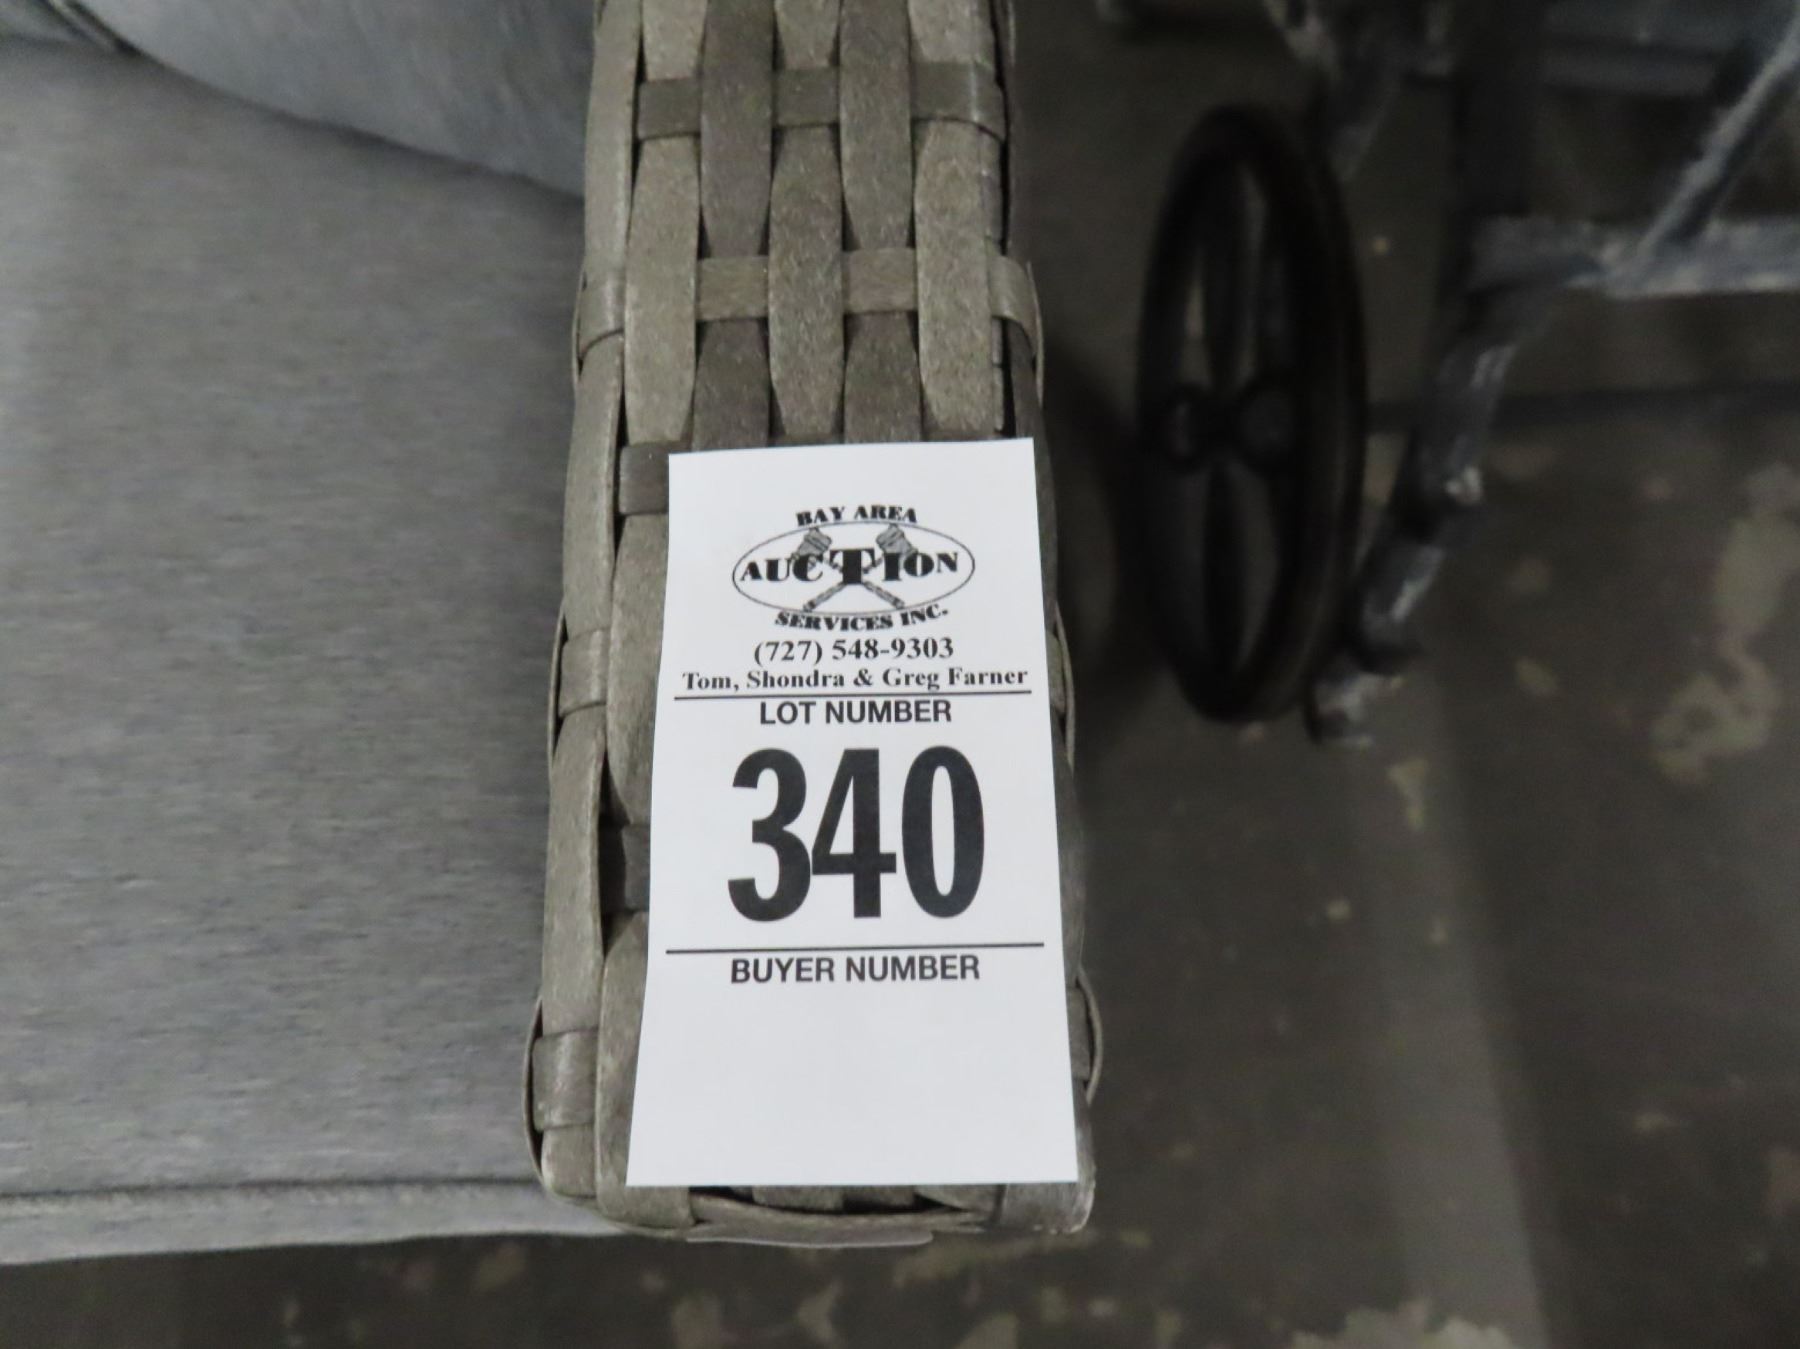 BAY AREA
AUCTION
SERVICES INC.
(727) 548-9303
Tom, Shondra & Greg Farner
LOT NUMBER
340
BUYER NUMBER